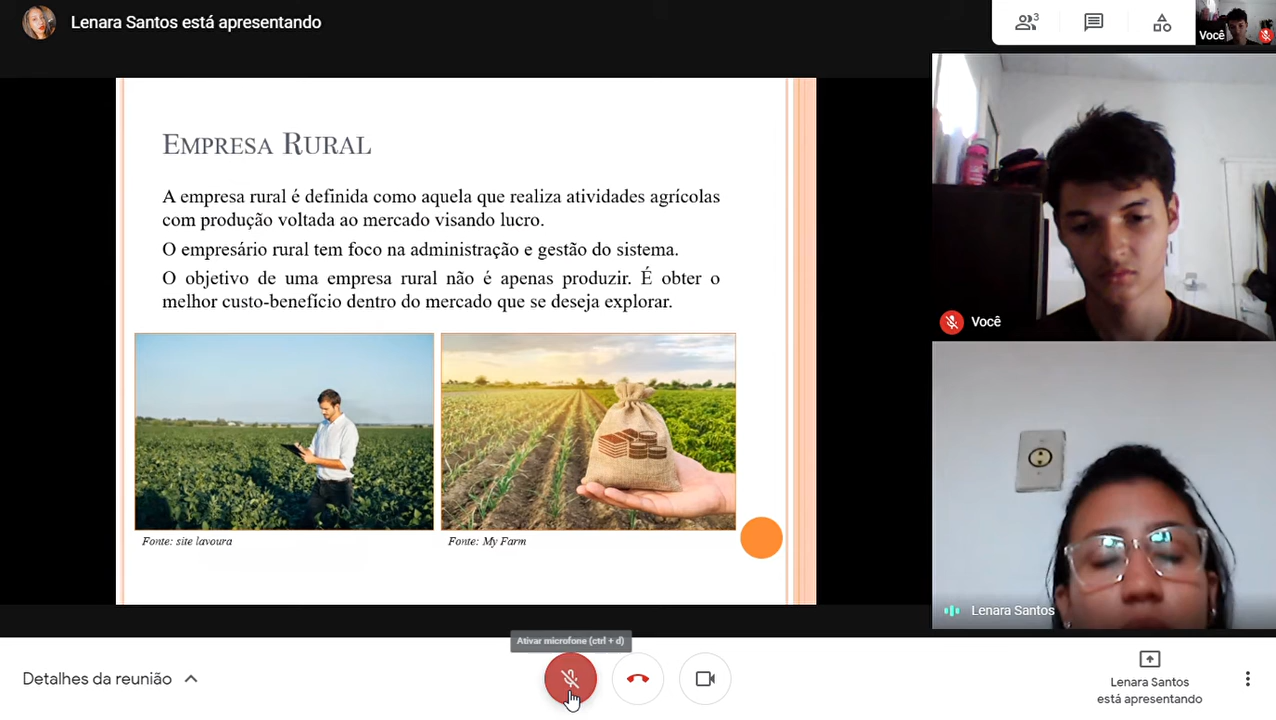 Lenara Santos está apresentando
3
Você
EMPRESA RURAL
A empresa rural é definida como aquela que realiza atividades agrícolas
com produção voltada ao mercado visando lucro.
O empresário rural tem foco na administração e gestão do sistema.
O objetivo de uma empresa rural não é apenas produzir. É obter o
melhor custo-benefício dentro do mercado que se deseja explorar.
Fonte: site lavoura
Fonte: My Farm
Você
Lenara Santos
Ativar microfone (ctrl + d)
Detalhes da reunião
Lenara Santos
está apresentando